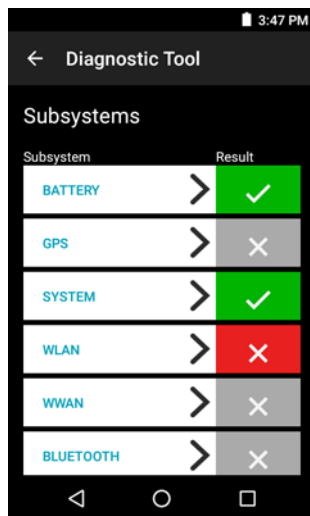 3:47 PM
Diagnostic Tool
Subsystems
Subsystem Result
BATTERY
GPS
SYSTEM
WLAN
WWAN
BLUETOOTH